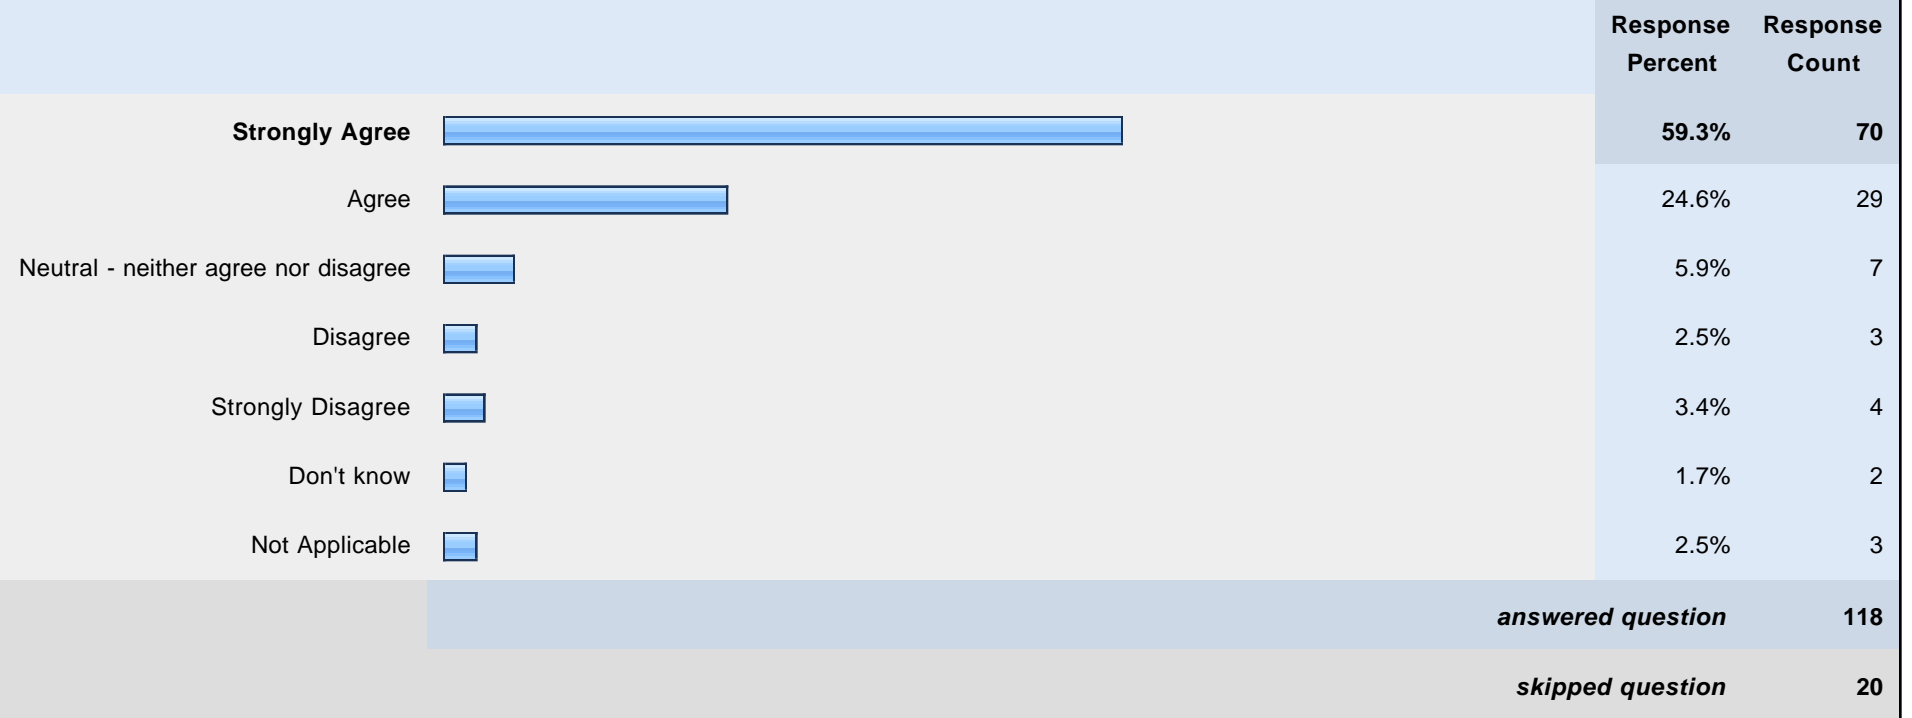 Response Response
Percent Count
Strongly Agree 59.3% 70
Agree 24.6% 29
Neutral - neither agree nor disagree 5.9% 7
Disagree 2.5% 3
Strongly Disagree 3.4% 4
Don't know 1.7% 2
Not Applicable 2.5% 3
answered question 118
skipped question 20